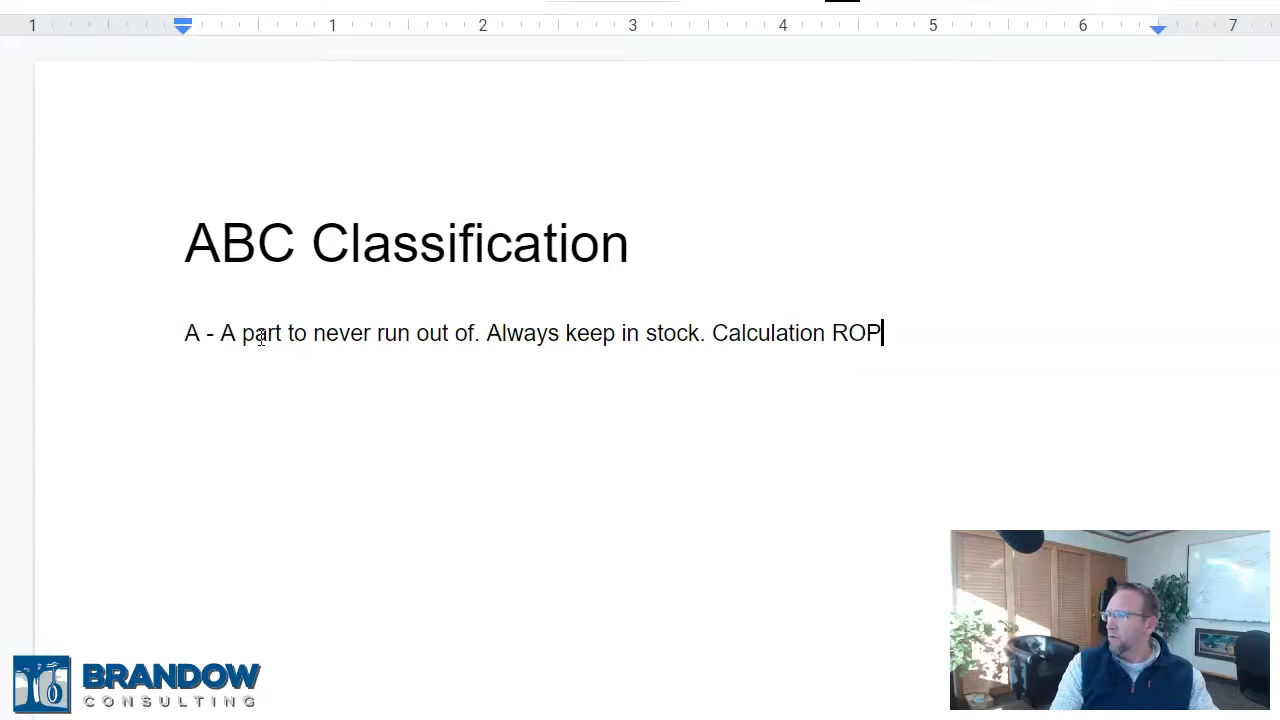 1 1 2 3 4 5 6 7
ABC Classification
A - A part to never run out of. Always keep in stock. Calculation ROP
BRANDOW
CONSULTING